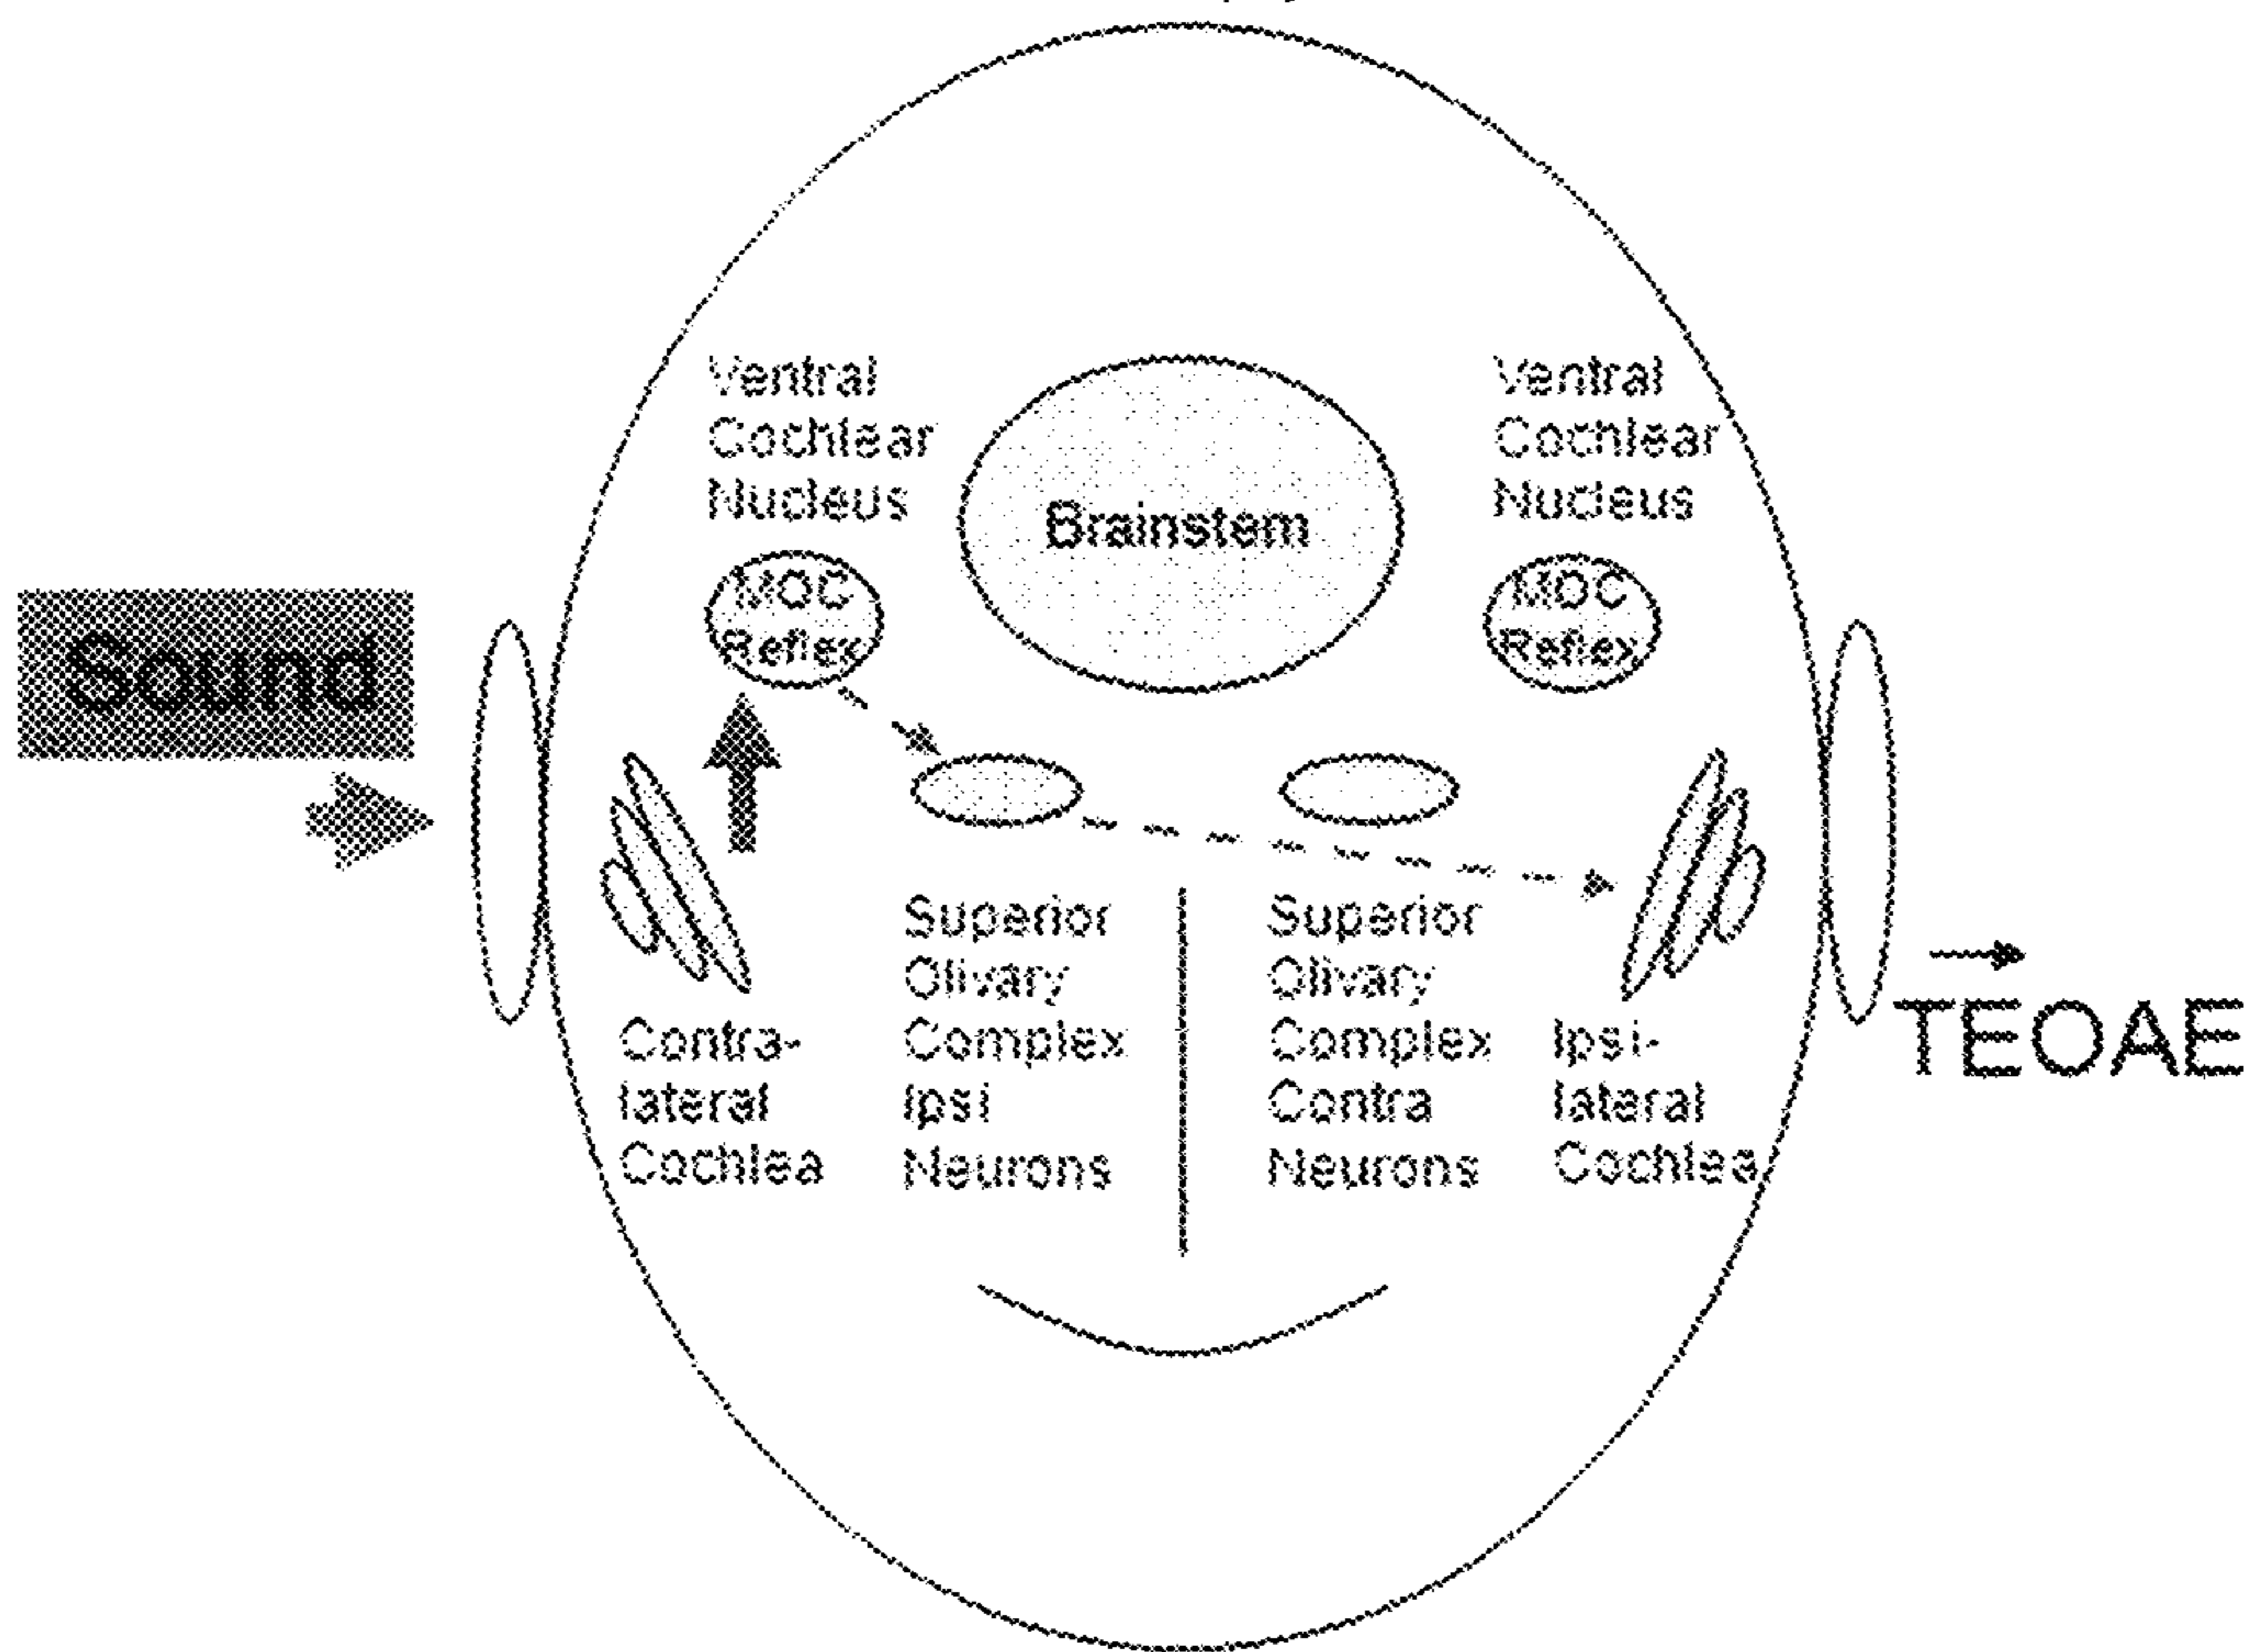 Ventral
Cochlear
Nucleus
MOC
Reflex
Brainstem
Ventral
Cochlear
Nucleus
MOC
Reflex
Sound
Contra-
lateral
Cochlea
Superior
Olivary
Complex
Ipsi
Neurons
Superior
Olivary
Complex
Contra
Neurons
Ipsi-
lateral
Cochlea
TEOAE